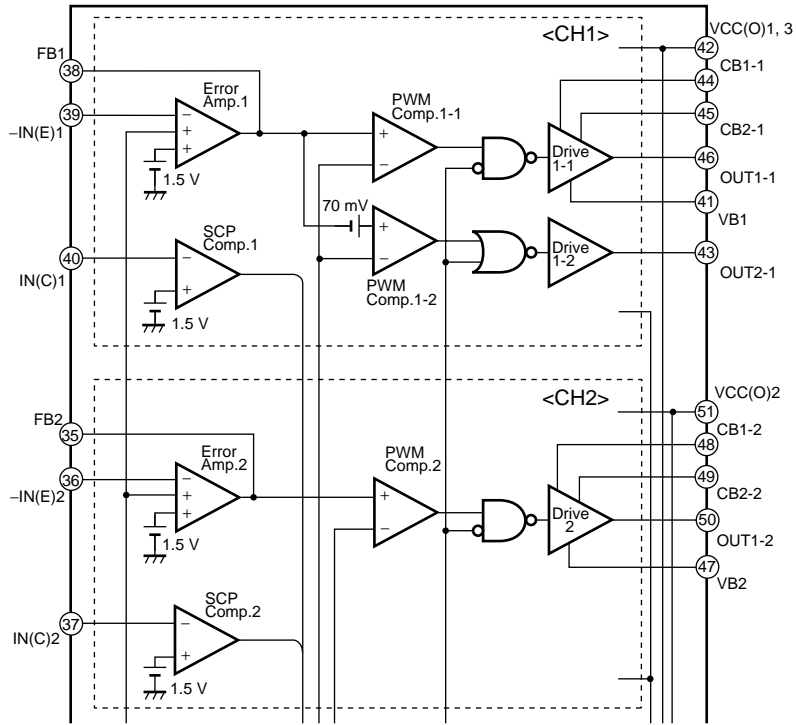 <CH1>
VCC(O)1, 3
FB1
38
42
Error
Amp.1
CB1-1
44
PWM
Comp.1-1
39
−IN(E)1
45
CB2-1
−
+
+
+
−
Drive
1-1
46
OUT1-1
1.5 V
70 mV
41
VB1
SCP
Comp.1
+
−
Drive
1-2
40
IN(C)1
43
OUT2-1
−
+
PWM
Comp.1-2
1.5 V
<CH2>
VCC(O)2
FB2
35
51
CB1-2
48
Error
Amp.2
PWM
Comp.2
36
−IN(E)2
49
CB2-2
−
+
+
+
−
Drive
2
50
OUT1-2
1.5 V
47
VB2
SCP
Comp.2
37
IN(C)2
−
+
1.5 V